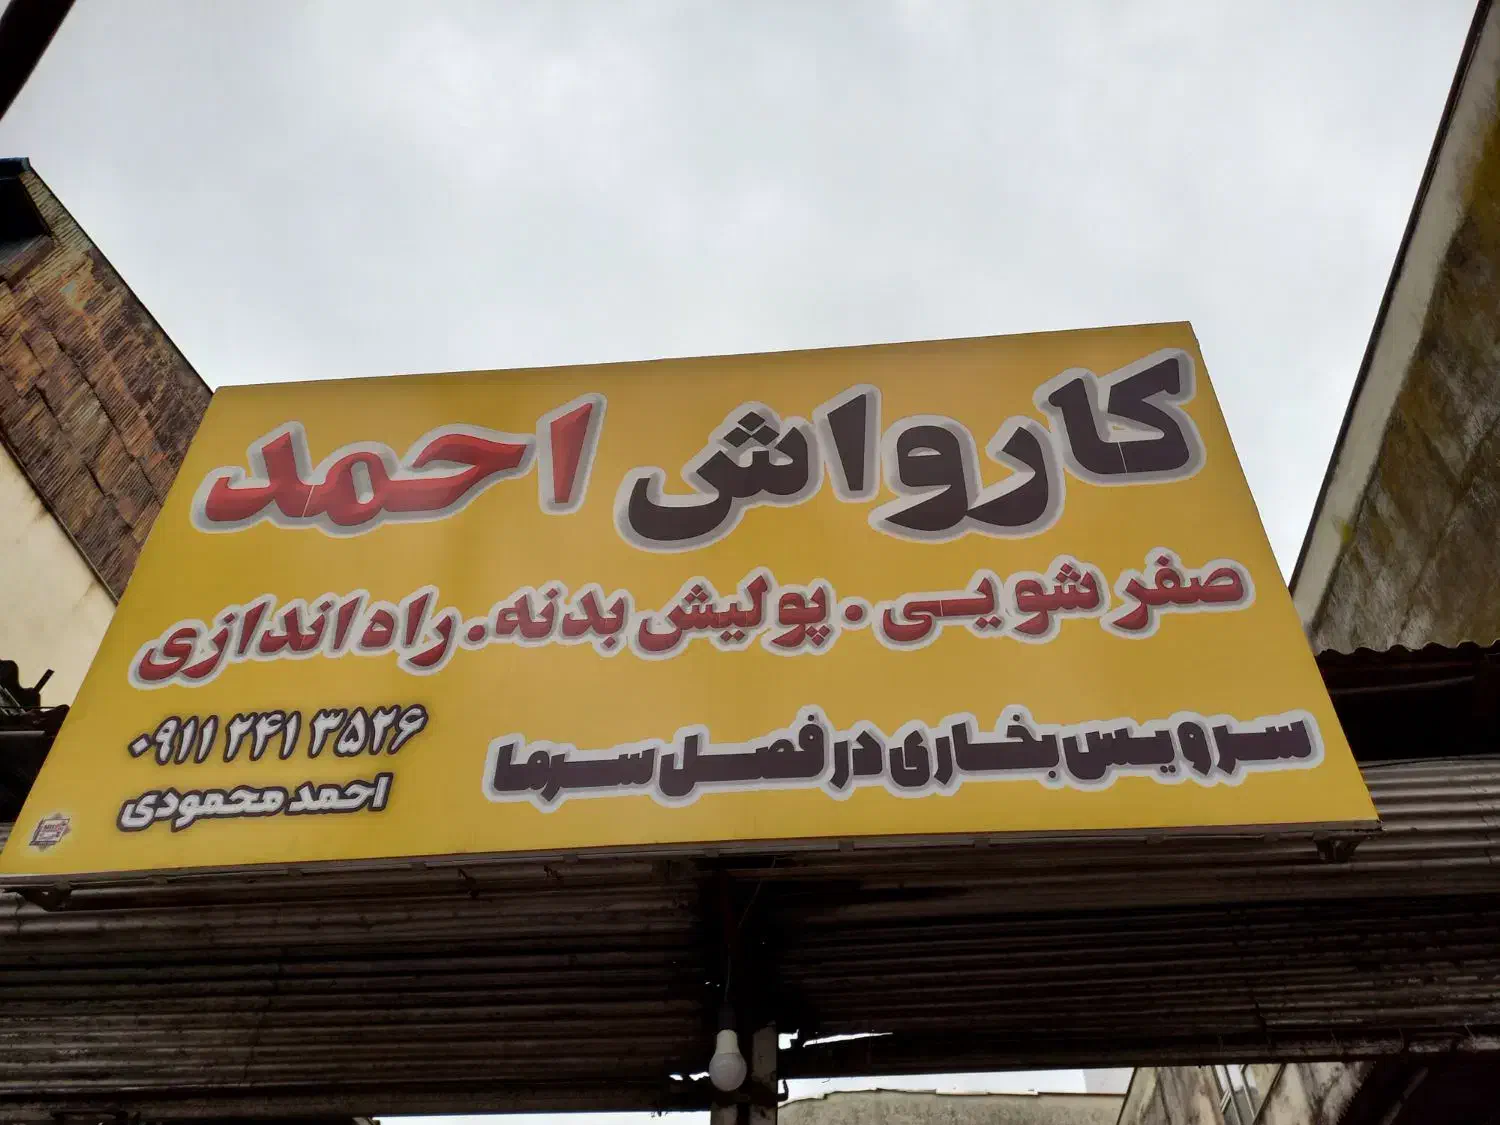 کارواش احمد
صفرشویی . پولیش بدنه . راه اندازی
سرویس بخاری در فصل سرما
۰۹۱۱ ۲۴۱ ۳۵۲۶
احمد محمودی